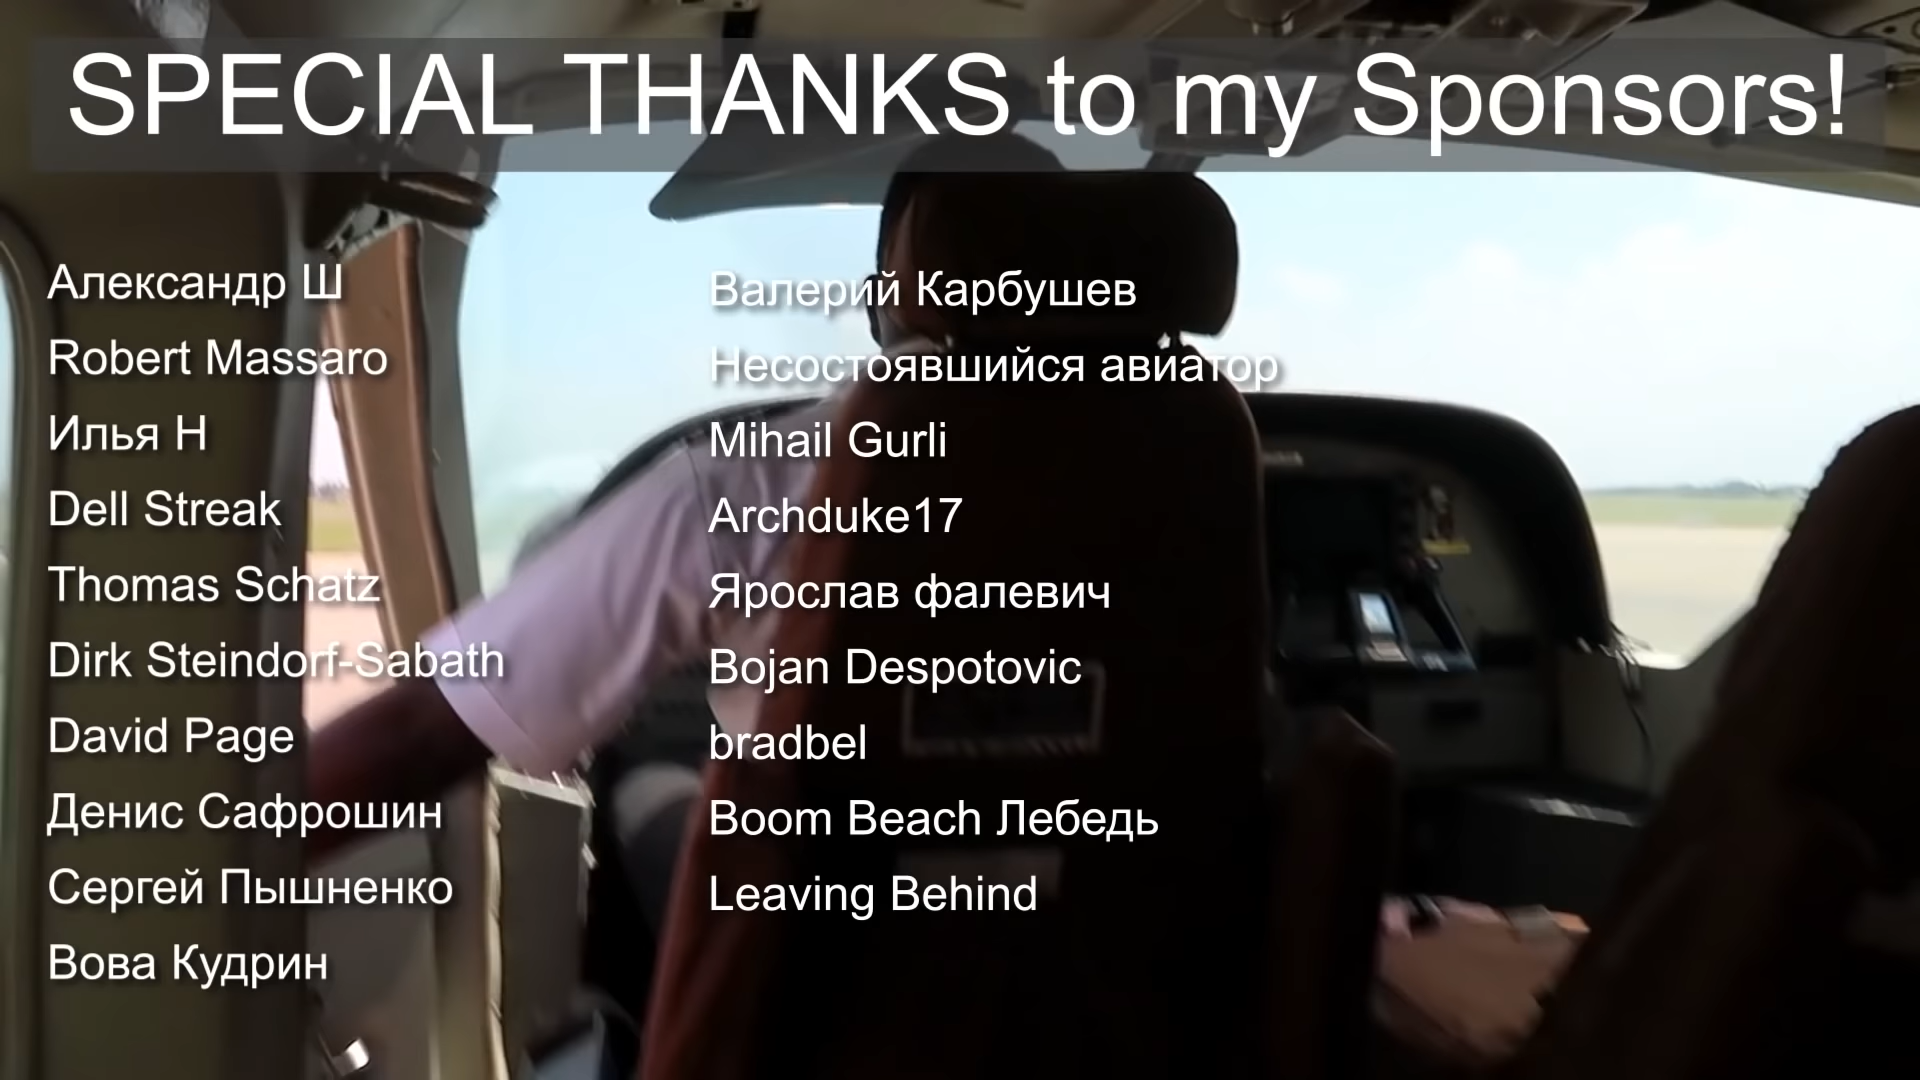 SPECIAL THANKS to my Sponsors!
Александр Ш
Robert Massaro
Илья Н
Dell Streak
Thomas Schatz
Dirk Steindorf-Sabath
David Page
Денис Сафрошин
Сергей Пышненко
Вова Кудрин
Валерий Карбушев
Несостоявшийся авиатор
Mihail Gurli
Archduke17
Ярослав фалевич
Bojan Despotovic
bradbel
Boom Beach Лебедь
Leaving Behind